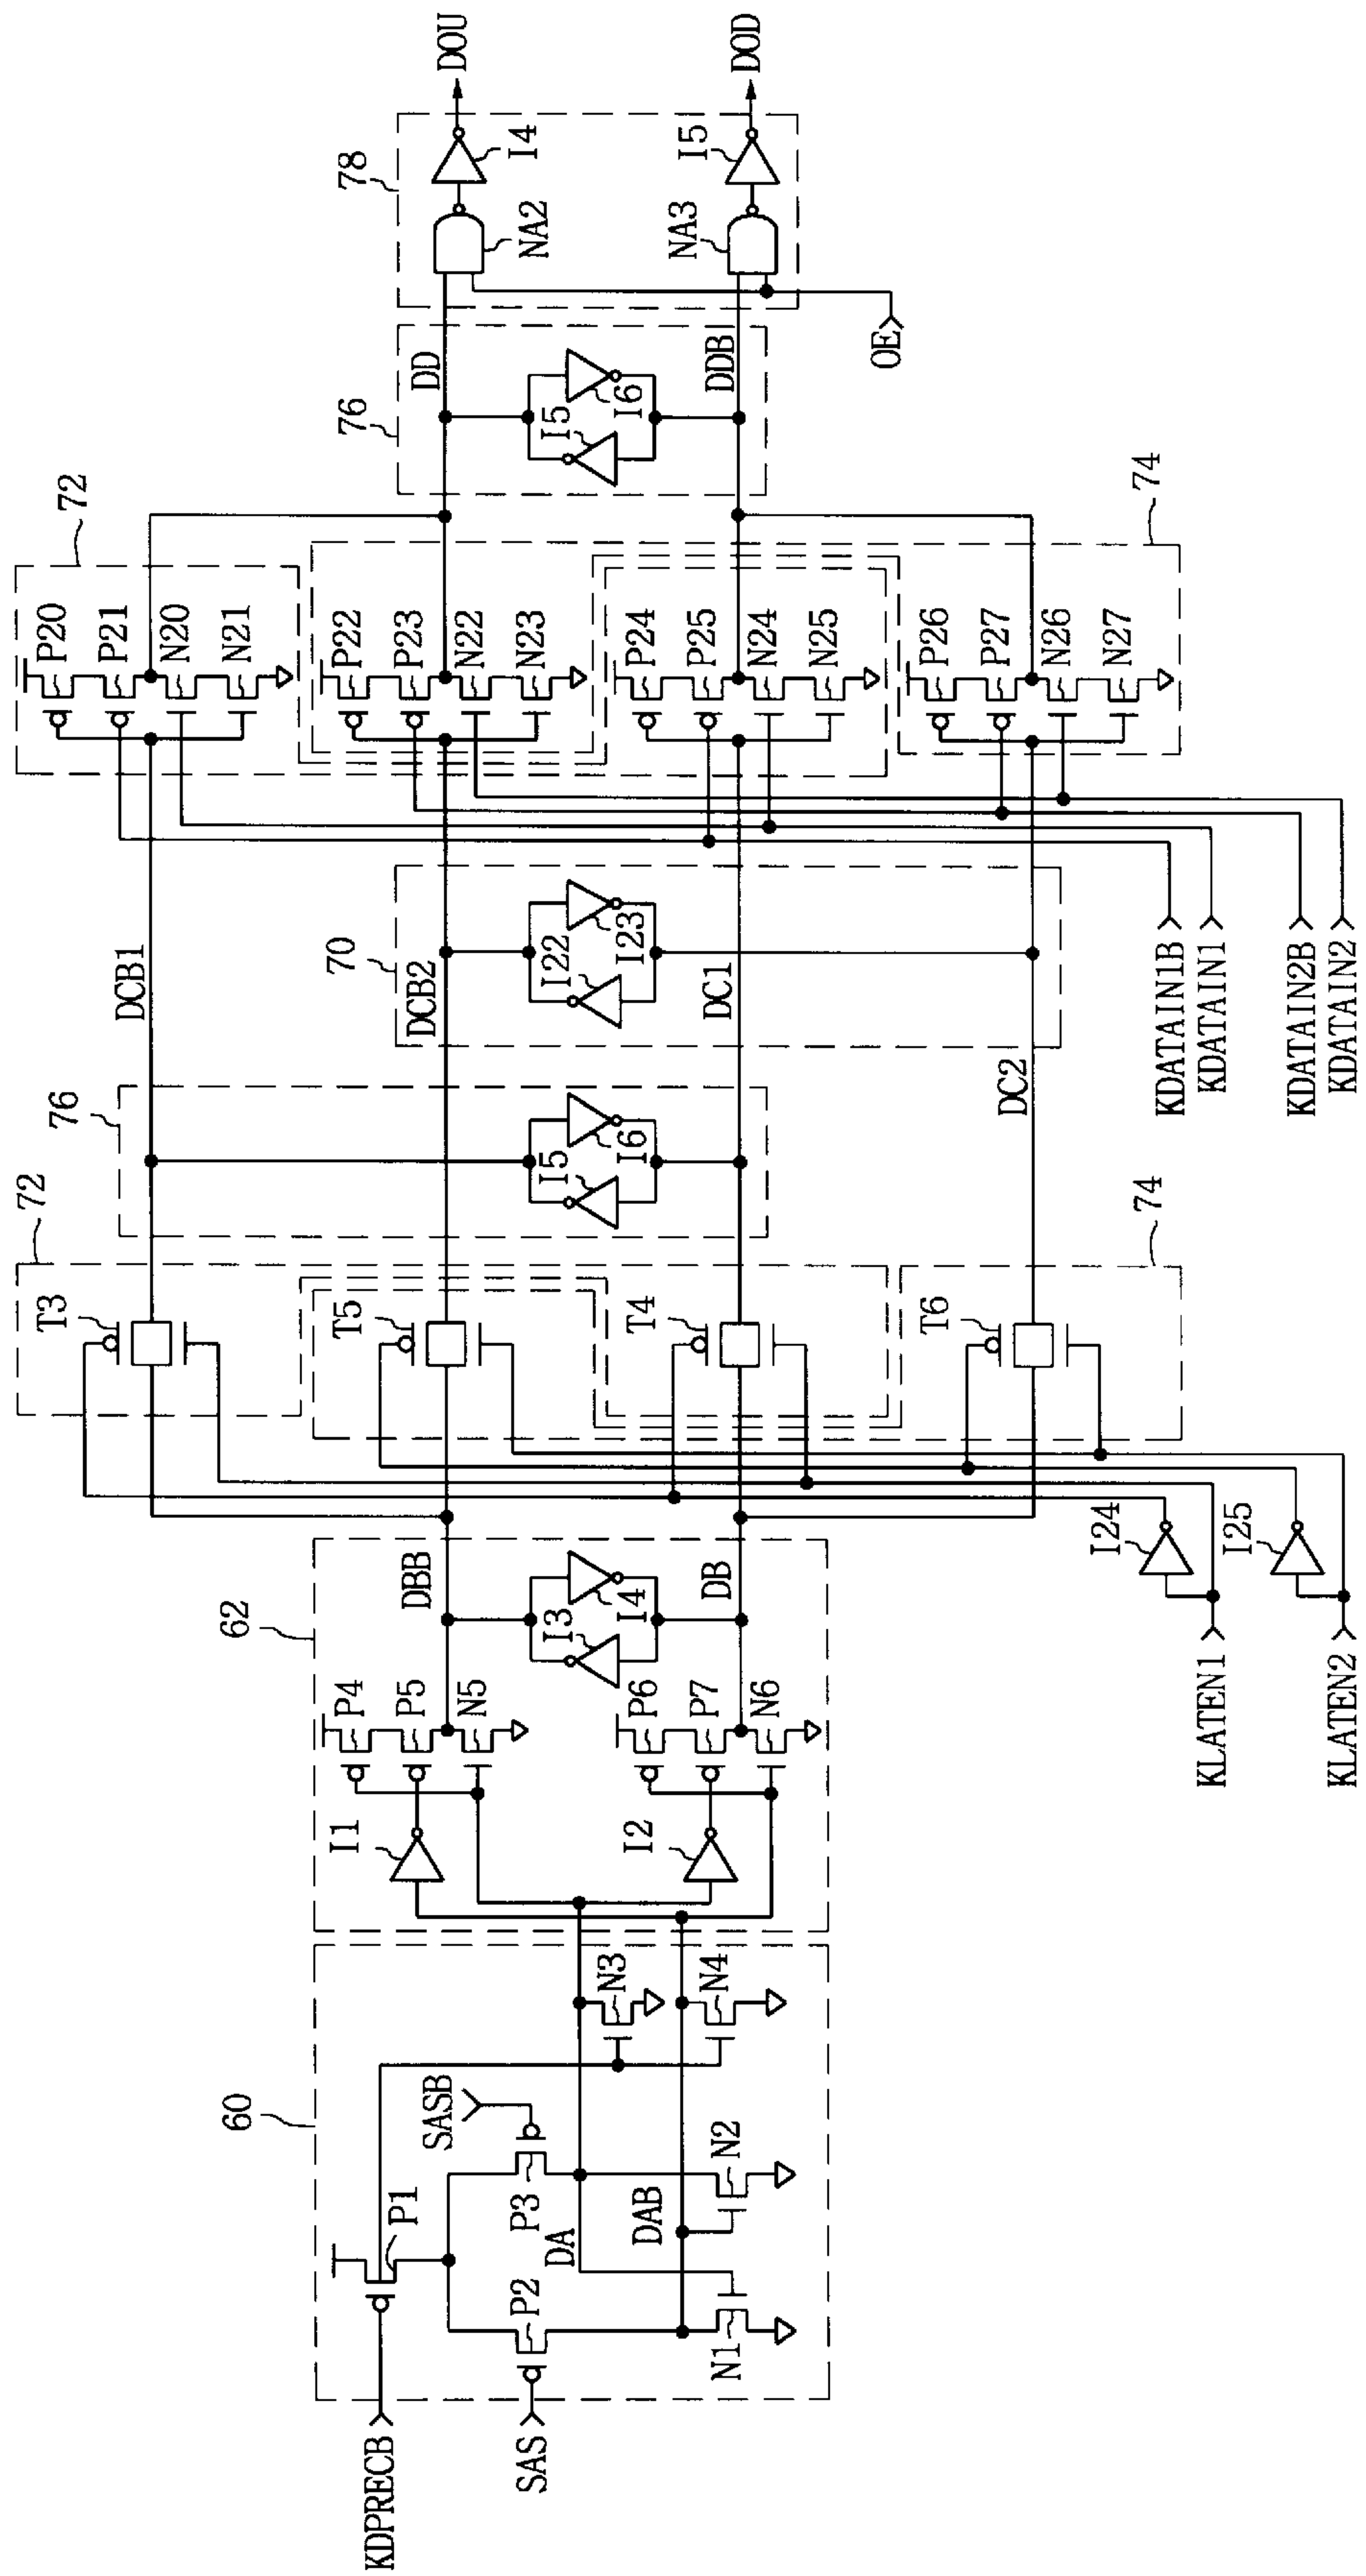 KDPRECB
SAS
60
P1
P2
P3
SASB
DA
DAB
N1
N2
N3
N4
62
I1
I2
P4
P5
N5
P6
P7
N6
I3
I4
DBB
DB
KLATEN1
KLATEN2
I24
I25
72
T3
T5
T4
T6
74
76
I5
I6
DCB1
DCB2
DC1
DC2
70
I22
I23
KDATAIN1B
KDATAIN1
KDATAIN2B
KDATAIN2
72
P20
P21
N20
N21
P22
P23
N22
N23
P24
P25
N24
N25
P26
P27
N26
N27
74
76
DD
I5
I6
DDB
OE
78
NA2
I4
NA3
I5
DOU
DOD